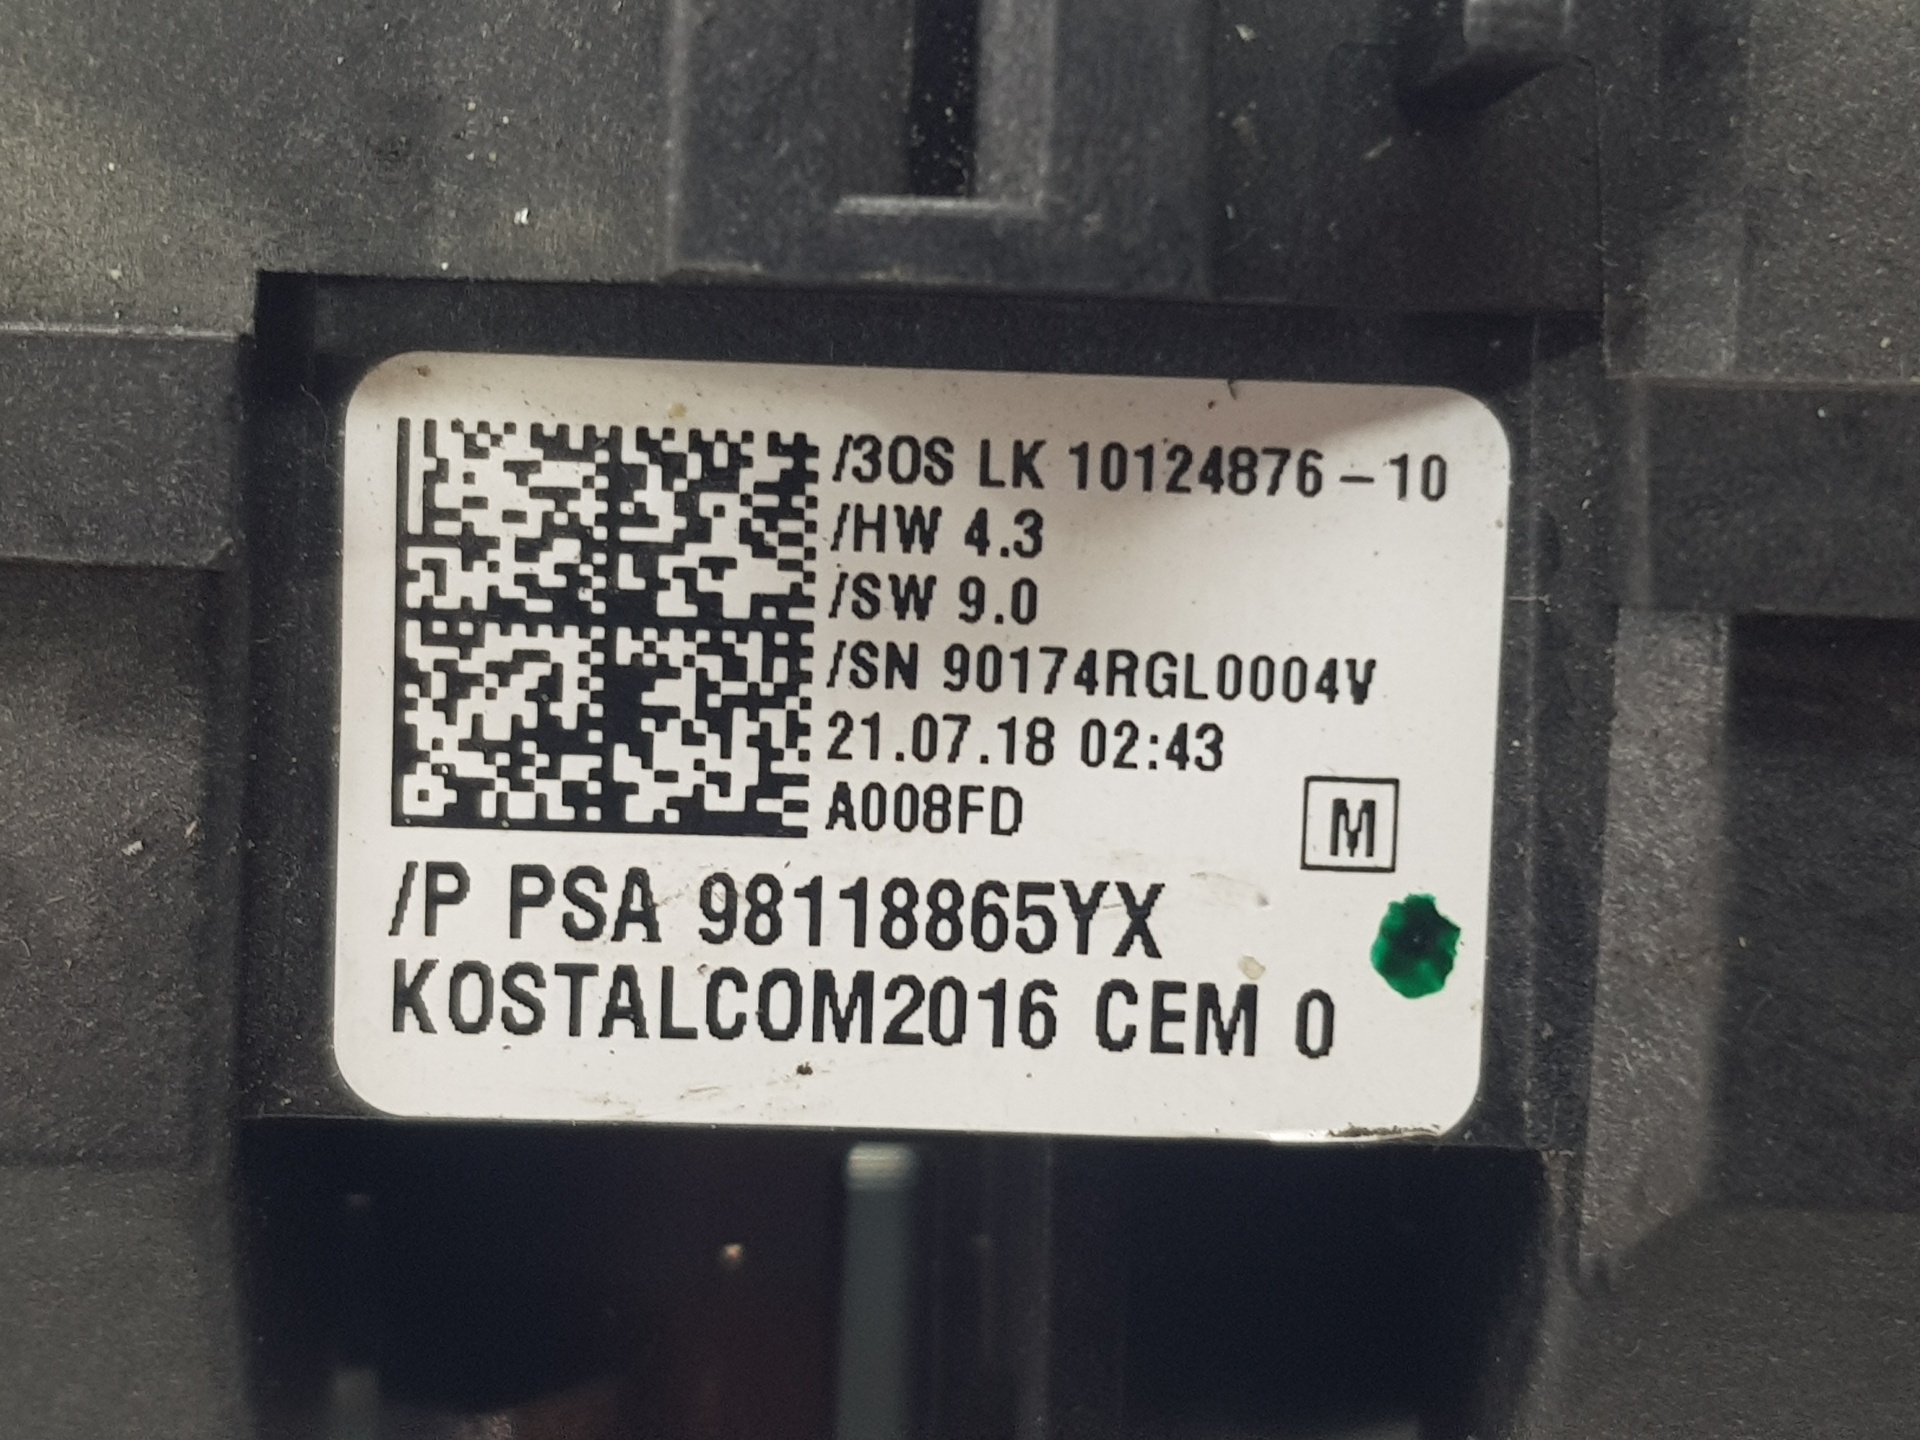 /3OS LK 10124876-10
/HW 4.3
/SW 9.0
/SN 90174RGL0004V
21.07.18 02:43
A008FD
M
/P PSA 98118865YX
KOSTALCOM2016 CEM 0